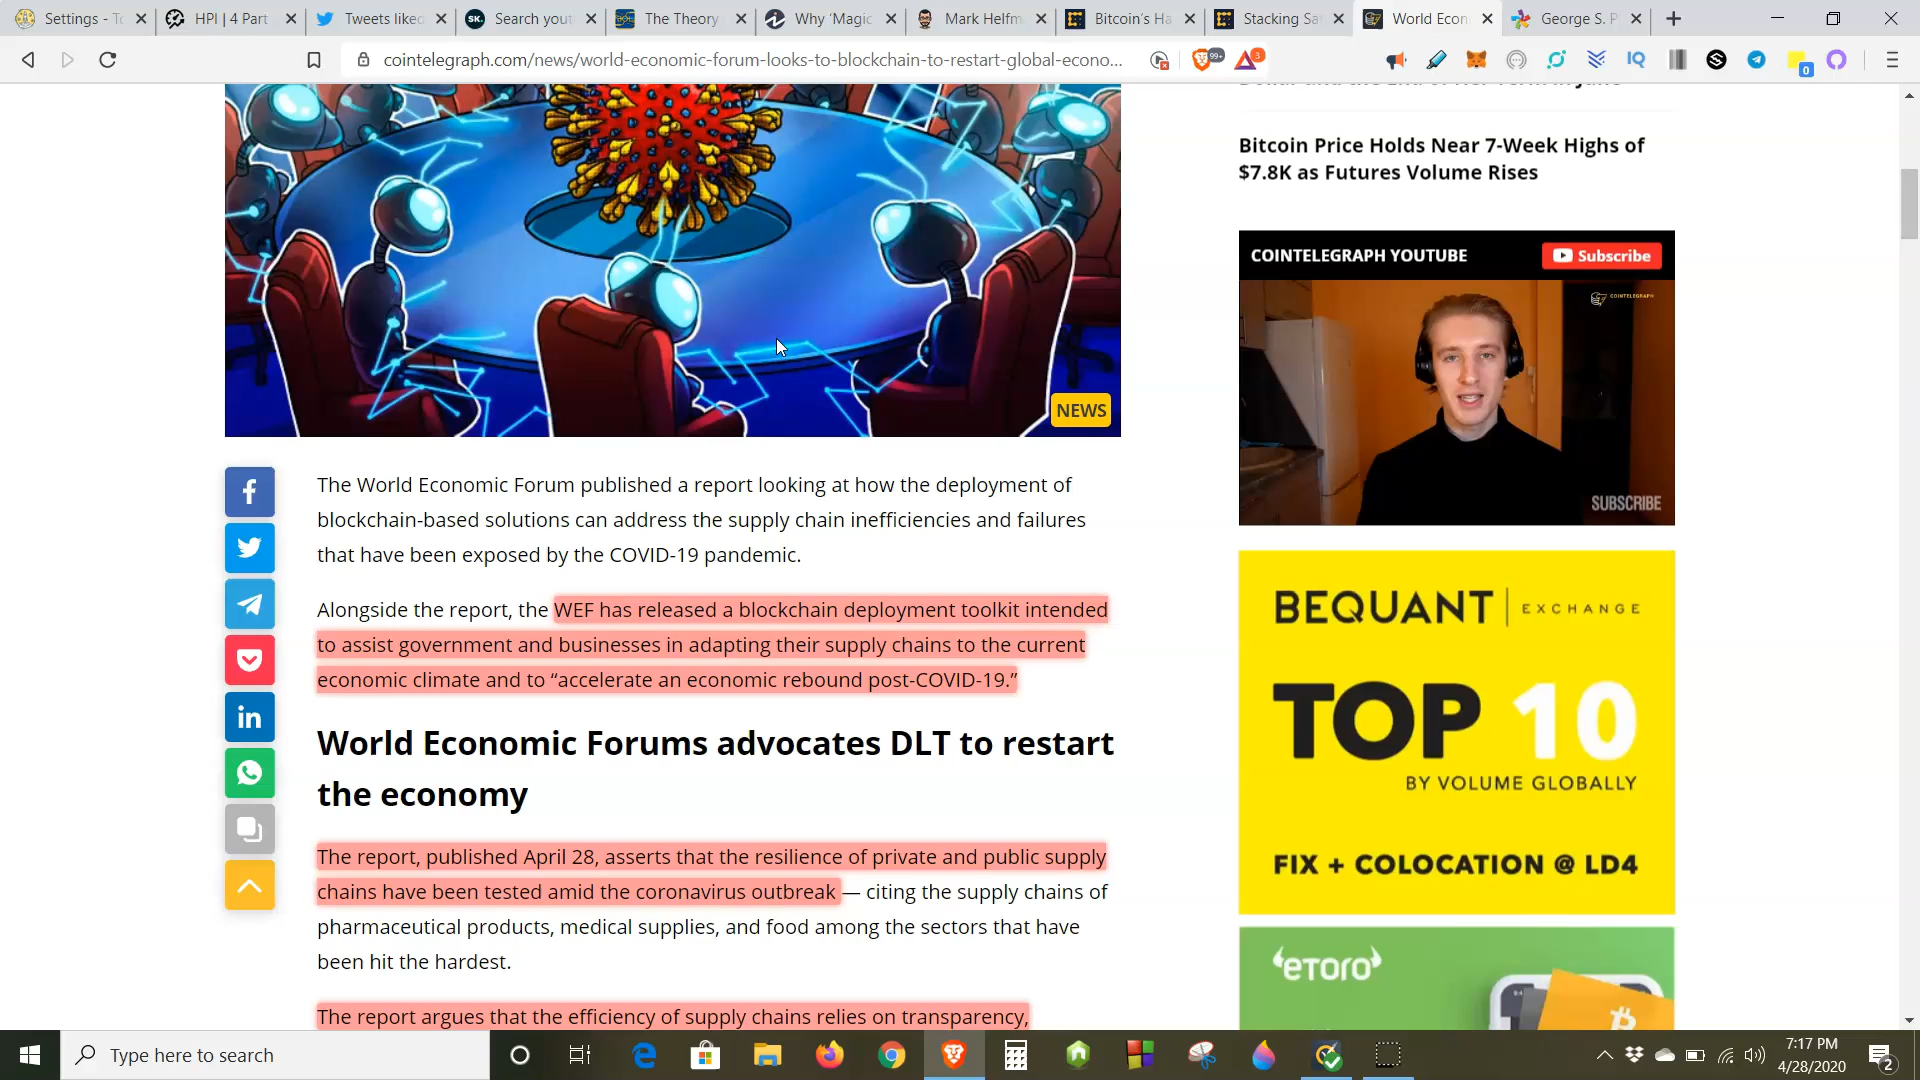 Settings - To
HPI | 4 Part
Tweets liked
Search your
The Theory
Why ‘Magic
Mark Helfm
Bitcoin’s Ha
Stacking Sa
World Econ
George S. P
cointelegraph.com/news/world-economic-forum-looks-to-blockchain-to-restart-global-econo...
99+
3
0
Bitcoin Price Holds Near 7-Week Highs of
$7.8K as Futures Volume Rises
COINTELEGRAPH YOUTUBE
Subscribe
COINTELEGRAPH
SUBSCRIBE
NEWS
The World Economic Forum published a report looking at how the deployment of
blockchain-based solutions can address the supply chain inefficiencies and failures
that have been exposed by the COVID-19 pandemic.
Alongside the report, the WEF has released a blockchain deployment toolkit intended
to assist government and businesses in adapting their supply chains to the current
economic climate and to “accelerate an economic rebound post-COVID-19.”
World Economic Forums advocates DLT to restart
the economy
The report, published April 28, asserts that the resilience of private and public supply
chains have been tested amid the coronavirus outbreak — citing the supply chains of
pharmaceutical products, medical supplies, and food among the sectors that have
been hit the hardest.
The report argues that the efficiency of supply chains relies on transparency,
BEQUANT | EXCHANGE
TOP 10
BY VOLUME GLOBALLY
FIX + COLOCATION @ LD4
eToro
Type here to search
7:17 PM
4/28/2020
2